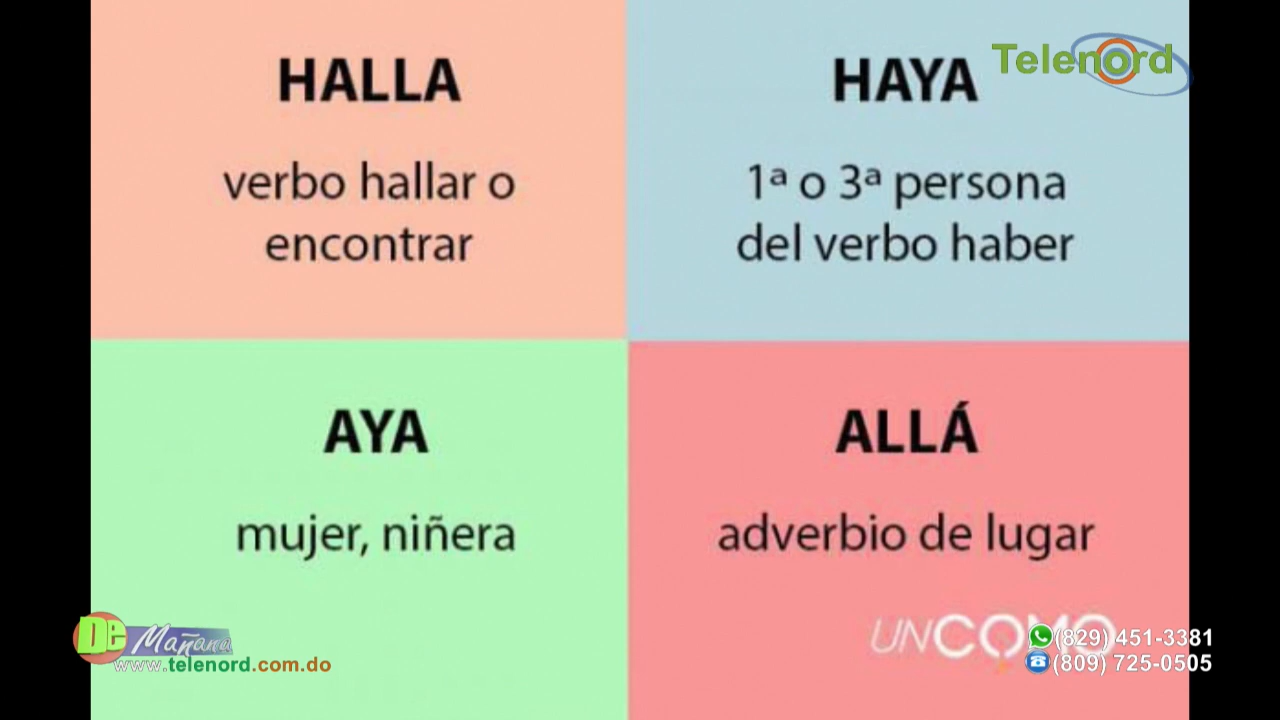 HALLA
verbo hallar o
encontrar
HAYA
1ª o 3ª persona
del verbo haber
AYA
mujer, niñera
ALLÁ
adverbio de lugar
Telenord
De Mañana
www.telenord.com.do
UNCOMO
(829) 451-3381
(809) 725-0505